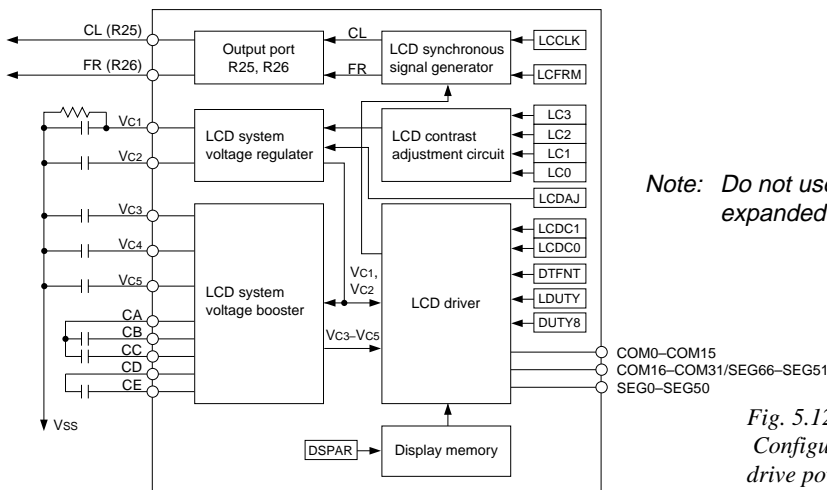 CL (R25)
FR (R26)
Output port
R25, R26
CL
FR
LCD synchronous
signal generator
LCCLK
LCFRM
VC1
VC2
LCD system
voltage regulater
LCD contrast
adjustment circuit
LC3
LC2
LC1
LC0
LCDAJ
Note: Do not use
expanded
VC3
VC4
VC5
CA
CB
CC
CD
CE
VSS
LCD system
voltage booster
VC1,
VC2
VC3–VC5
LCD driver
LCDC1
LCDC0
DTFNT
LDUTY
DUTY8
COM0–COM15
COM16–COM31/SEG66–SEG51
SEG0–SEG50
DSPAR
Display memory
Fig. 5.12
Configu
drive po